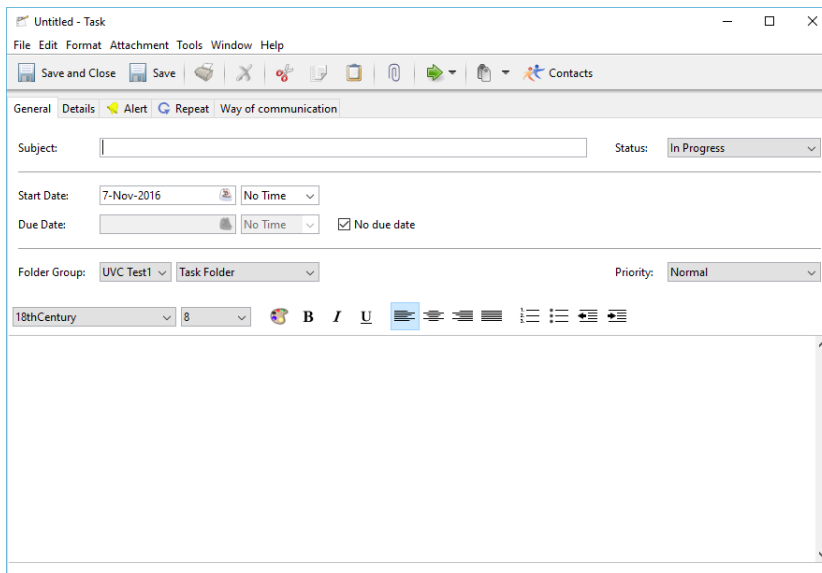 Untitled - Task
File Edit Format Attachment Tools Window Help
Save and Close Save Contacts
General Details Alert Repeat Way of communication
Subject: Status: In Progress
Start Date: 7-Nov-2016 No Time
Due Date: No Time No due date
Folder Group: UVC Test1 Task Folder Priority: Normal
18thCentury 8 B I U